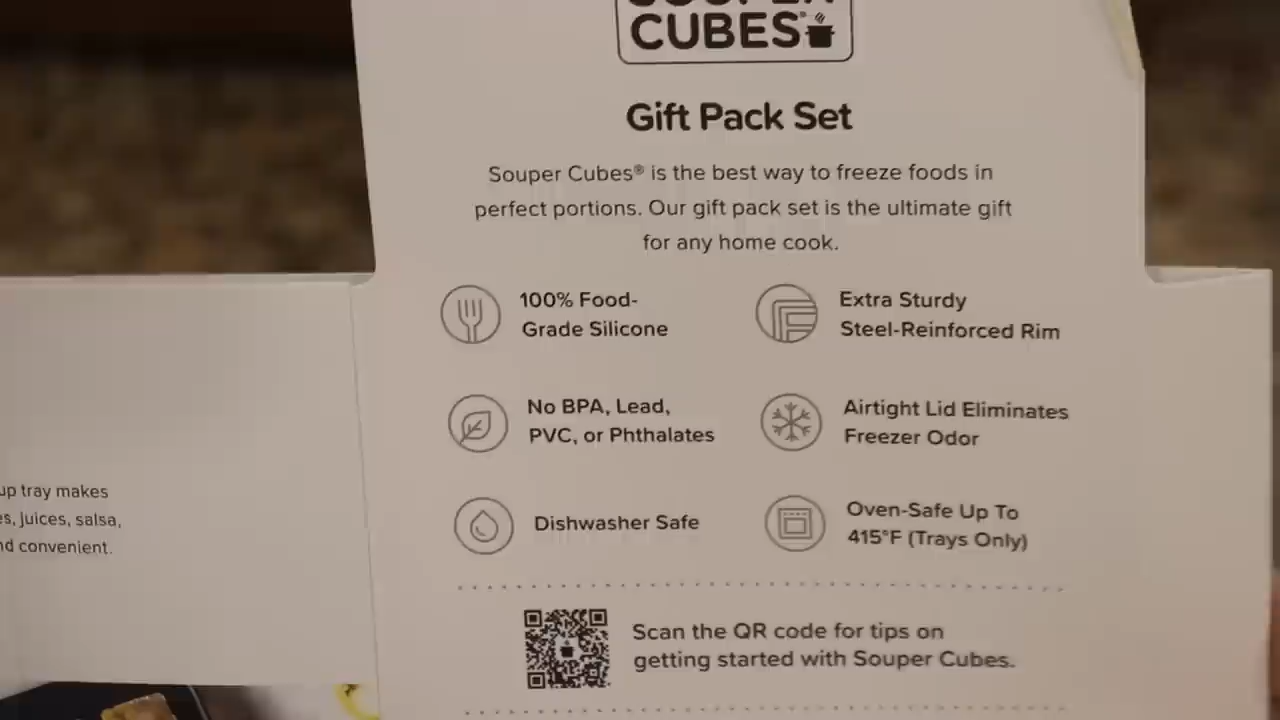 SOUPER
CUBES®
Gift Pack Set
Souper Cubes® is the best way to freeze foods in
perfect portions. Our gift pack set is the ultimate gift
for any home cook.
100% Food-
Grade Silicone
Extra Sturdy
Steel-Reinforced Rim
No BPA, Lead,
PVC, or Phthalates
Airtight Lid Eliminates
Freezer Odor
Dishwasher Safe
Oven-Safe Up To
415°F (Trays Only)
Scan the QR code for tips on
getting started with Souper Cubes.
up tray makes
juices, salsa,
convenient.